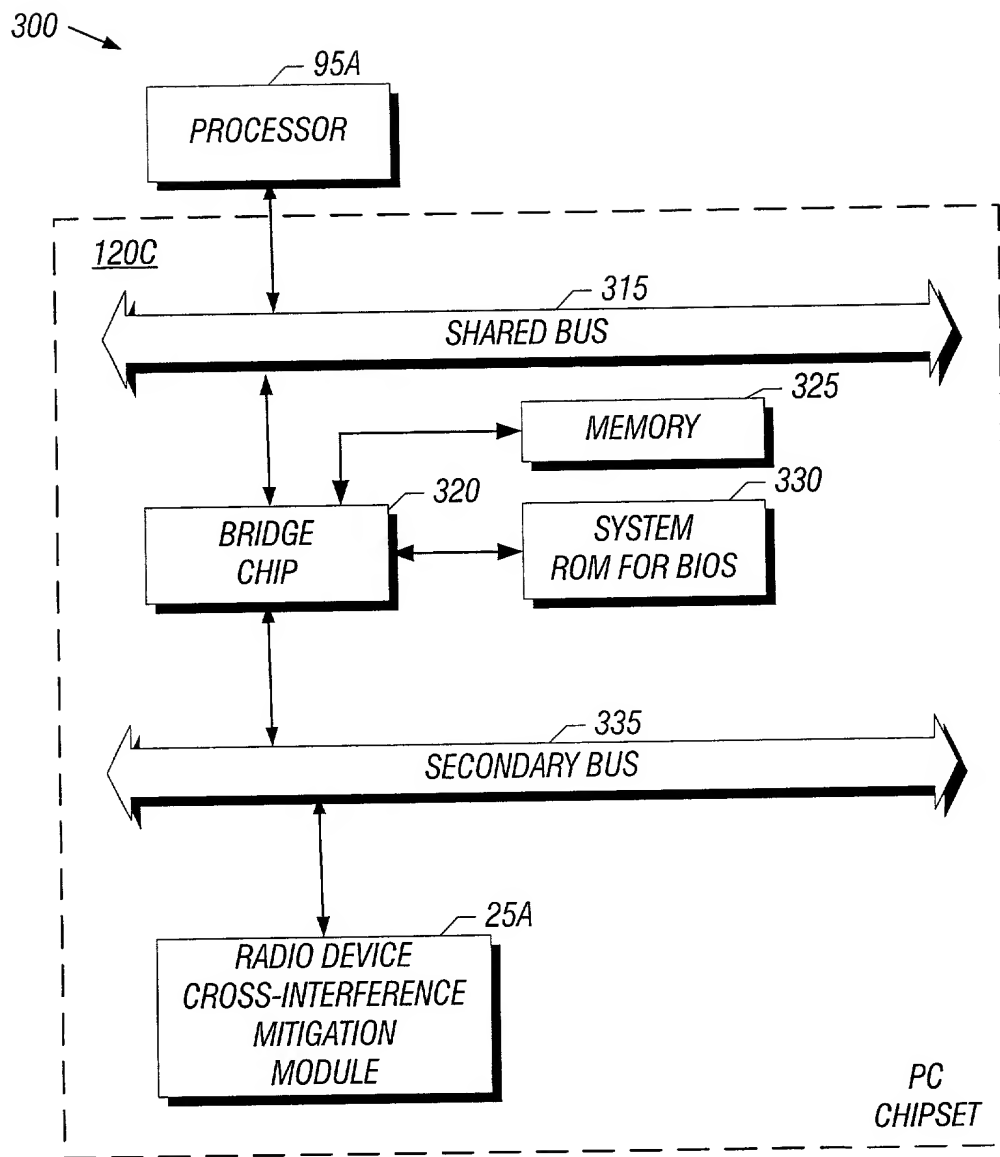 300
95A
PROCESSOR
120C
315
SHARED BUS
325
MEMORY
320
330
BRIDGE
CHIP
SYSTEM
ROM FOR BIOS
335
SECONDARY BUS
25A
RADIO DEVICE
CROSS-INTERFERENCE
MITIGATION
MODULE
PC
CHIPSET